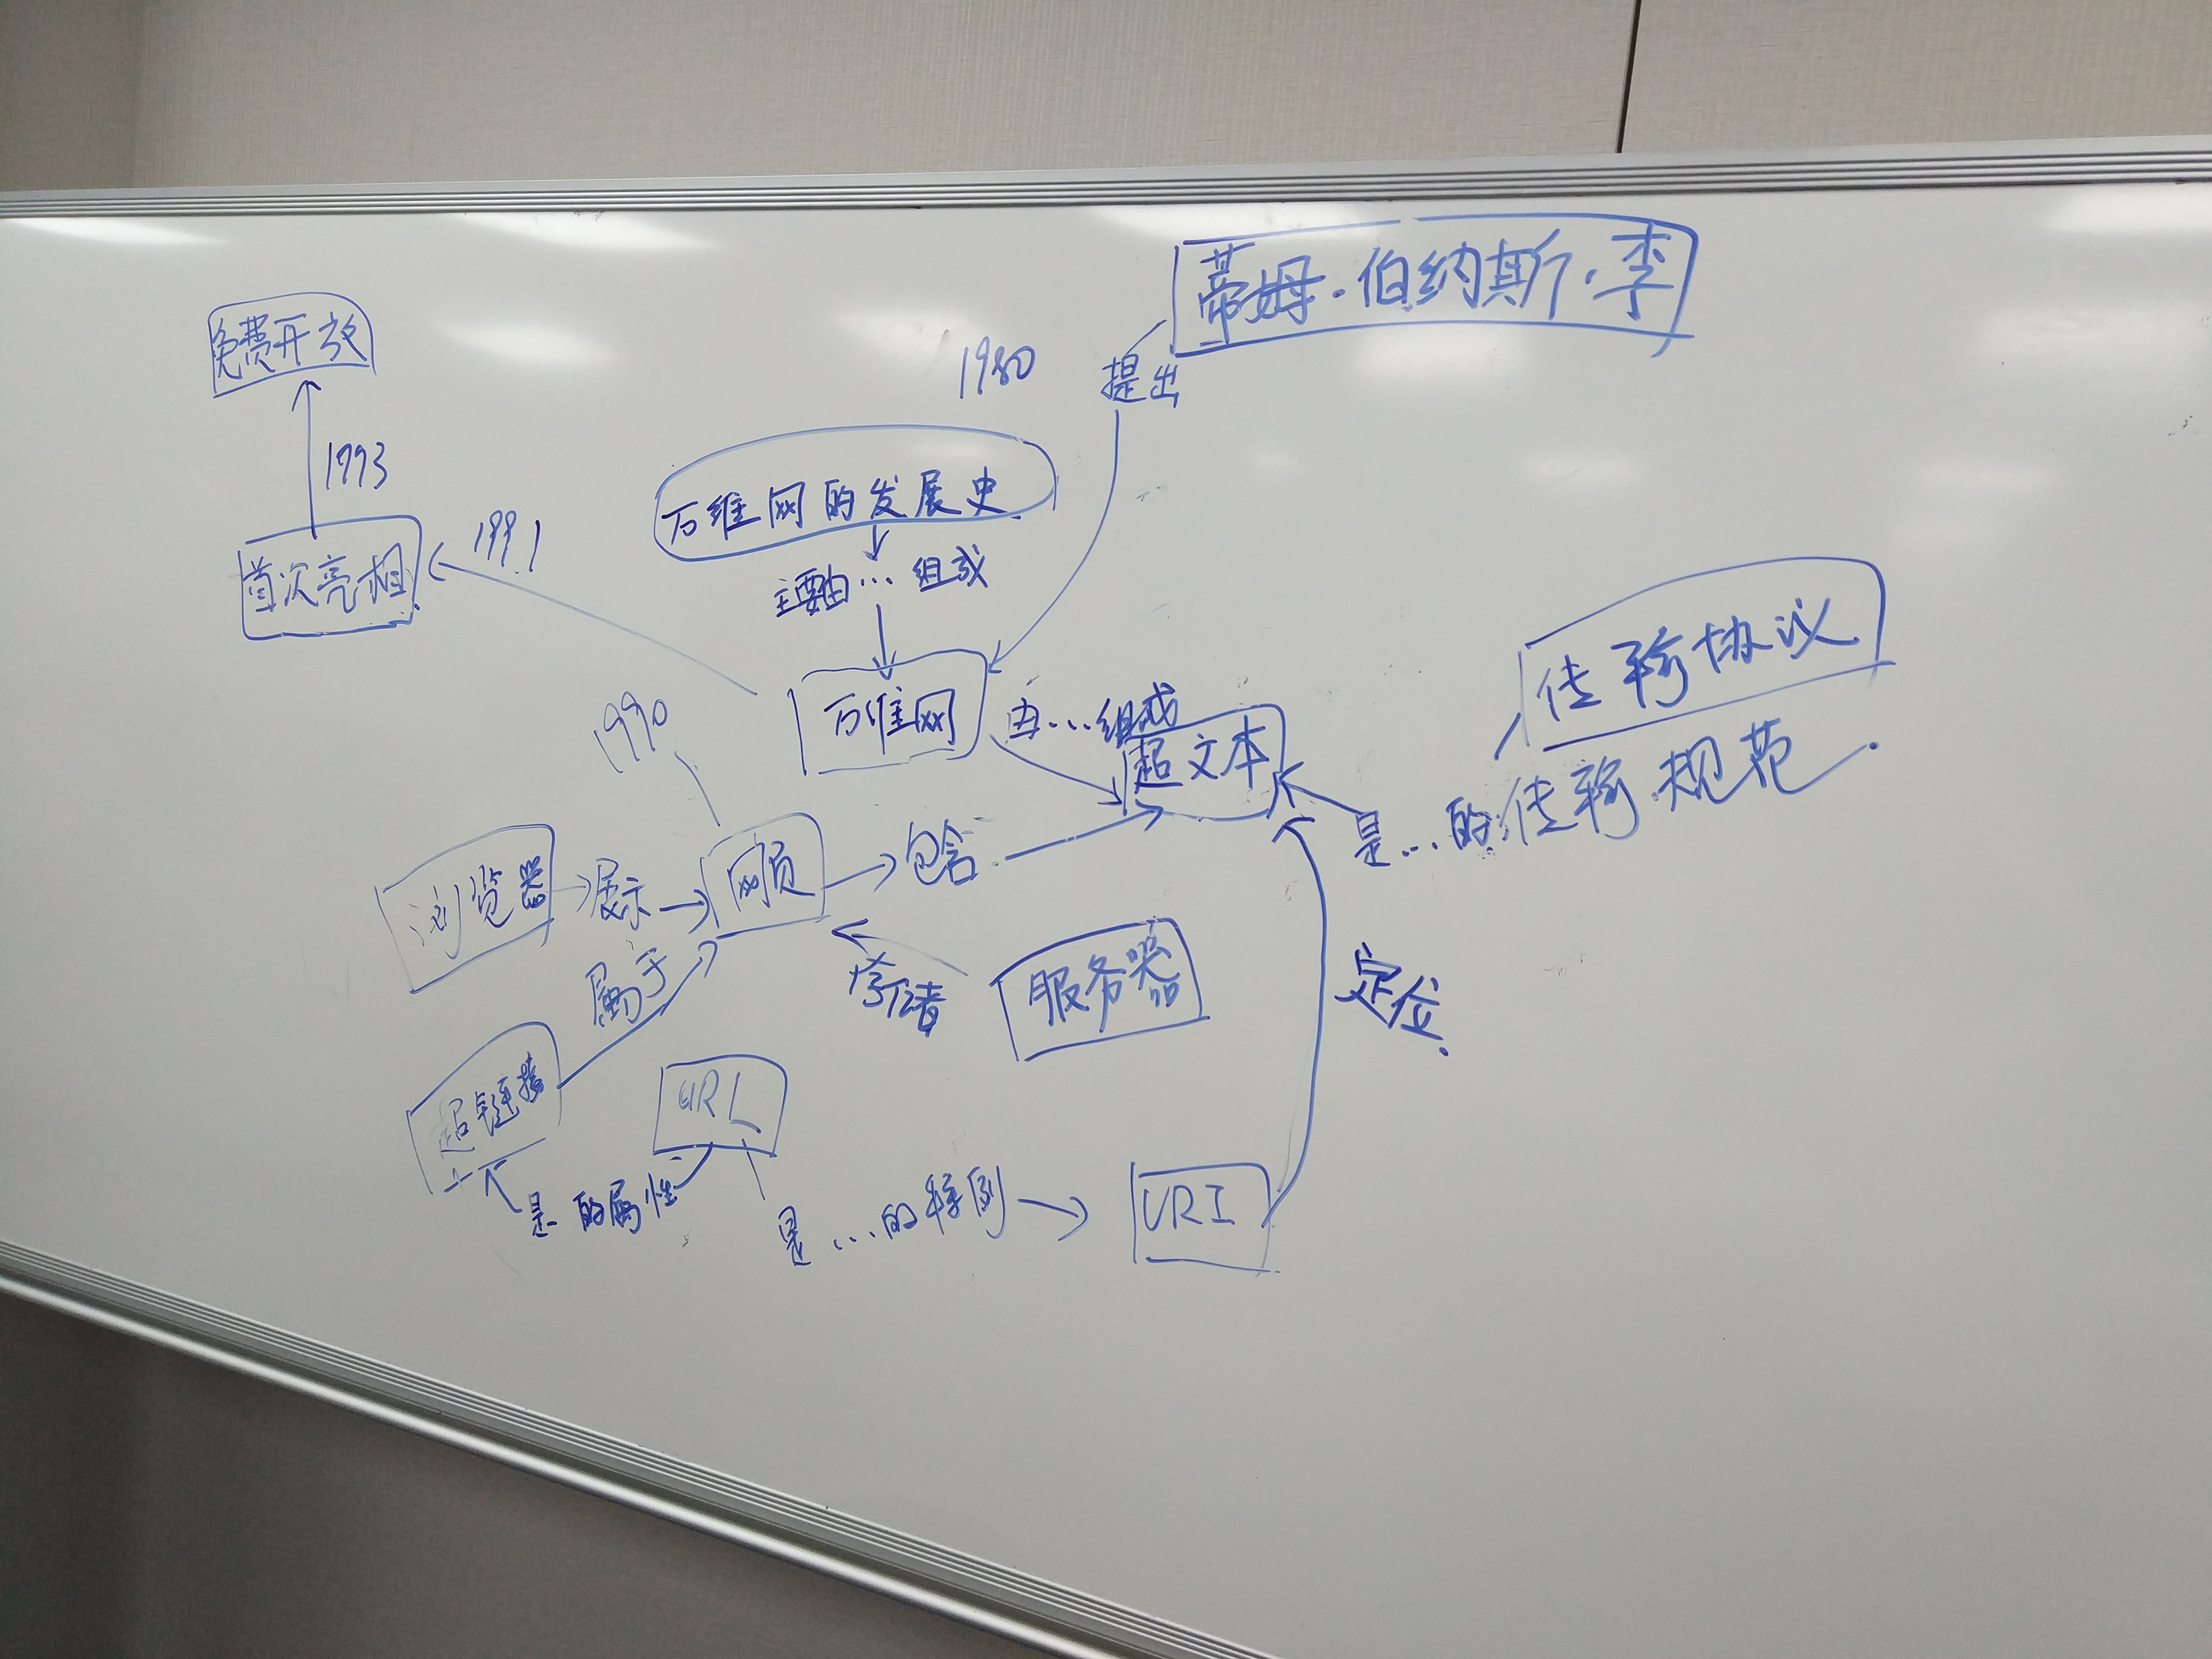 蒂姆·伯纳斯·李
免费开放
1980
提出
1993
万维网的发展史
1991
首次亮相
主要由…组成
传输协议
万维网
由…组成
1990
超文本
是…的传输规范
浏览器
展示
网页
包含
属于
存储着
服务器
定位
超链接
URL
是 的属性
是……的样例
URI